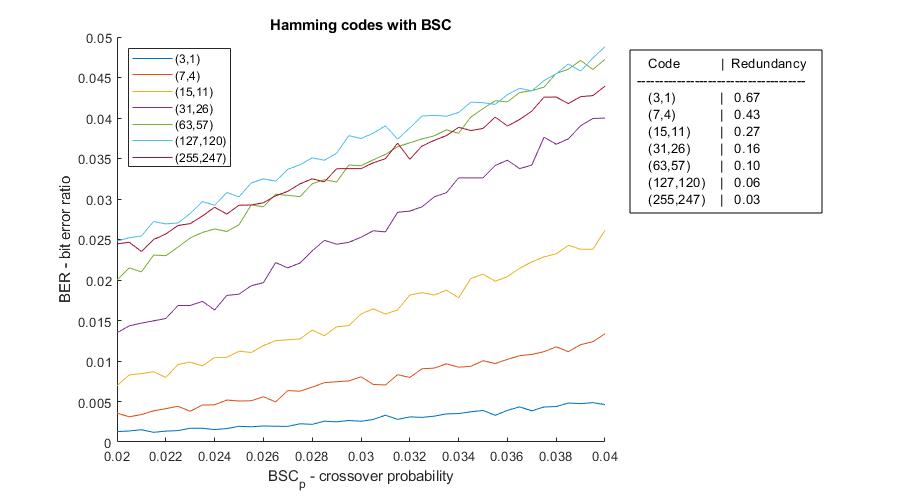 Hamming codes with BSC
0.05
0.045
0.04
0.035
0.03
0.025
0.02
0.015
0.01
0.005
0
BER - bit error ratio
(3,1)
(7,4)
(15,11)
(31,26)
(63,57)
(127,120)
(255,247)
0.02 0.022 0.024 0.026 0.028 0.03 0.032 0.034 0.036 0.038 0.04
BSCp - crossover probability
Code | Redundancy
------------------------------------
(3,1) | 0.67
(7,4) | 0.43
(15,11) | 0.27
(31,26) | 0.16
(63,57) | 0.10
(127,120) | 0.06
(255,247) | 0.03